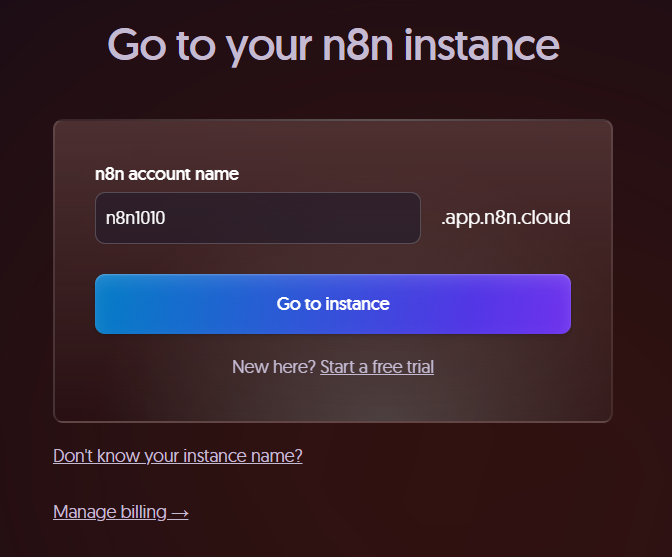 Go to your n8n instance
n8n account name
n8n1010 .app.n8n.cloud
Go to instance
New here? Start a free trial
Don't know your instance name?
Manage billing →